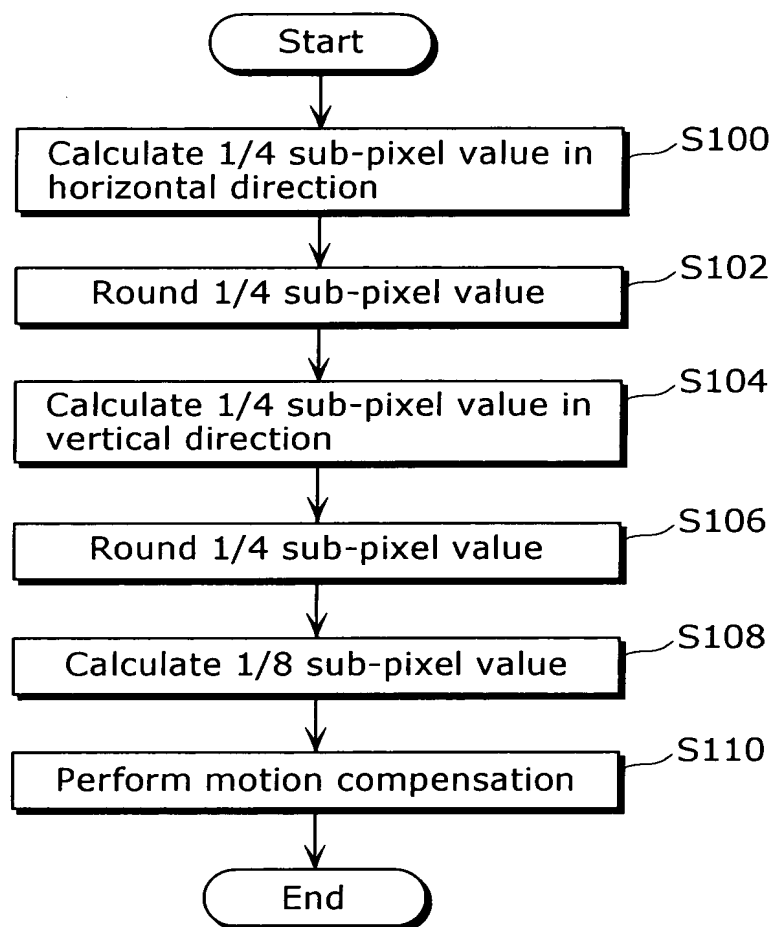 Start
S100
Calculate 1/4 sub-pixel value in
horizontal direction
S102
Round 1/4 sub-pixel value
S104
Calculate 1/4 sub-pixel value in
vertical direction
S106
Round 1/4 sub-pixel value
S108
Calculate 1/8 sub-pixel value
S110
Perform motion compensation
End